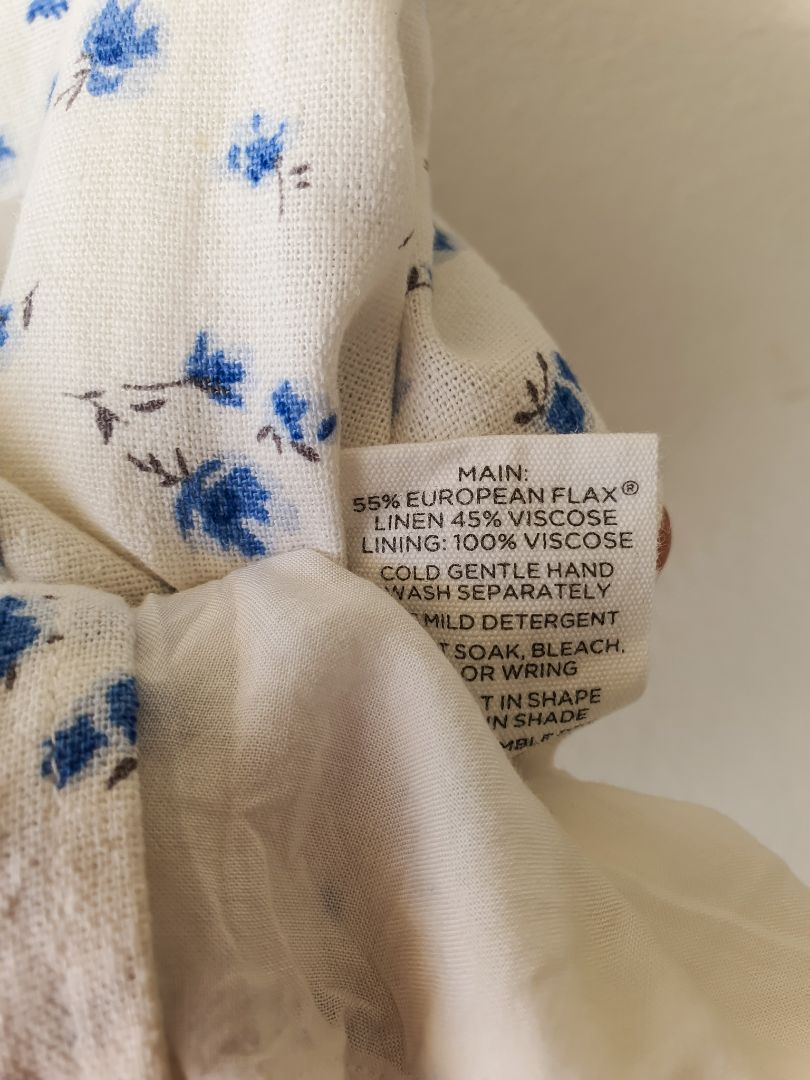 MAIN:
55% EUROPEAN FLAX®
LINEN 45% VISCOSE
LINING: 100% VISCOSE
COLD GENTLE HAND
WASH SEPARATELY
MILD DETERGENT
SOAK, BLEACH,
OR WRING
IN SHAPE
IN SHADE